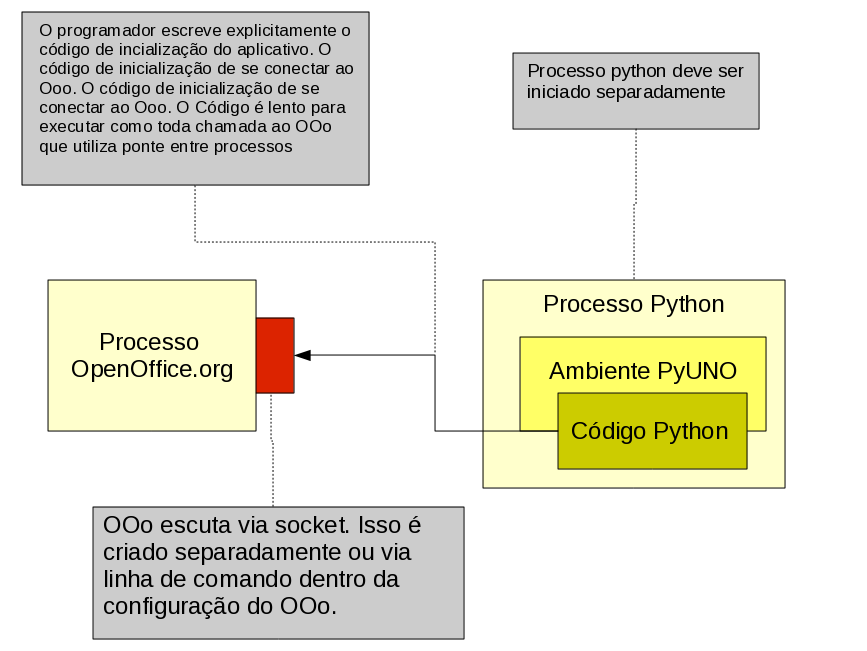 O programador escreve explicitamente o
código de incialização do aplicativo. O
código de inicialização de se conectar ao
Ooo. O código de inicialização de se
conectar ao Ooo. O Código é lento para
executar como toda chamada ao OOo
que utiliza ponte entre processos
Processo python deve ser
iniciado separadamente
Processo
OpenOffice.org
Processo Python
Ambiente PyUNO
Código Python
OOo escuta via socket. Isso é
criado separadamente ou via
linha de comando dentro da
configuração do OOo.